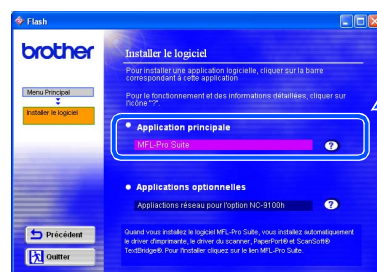 Flash
brother
Installer le logiciel
Pour installer une application logicielle, cliquer sur la barre
correspondant à cette application
Pour le fonctionnement et des informations détaillées, cliquer sur
l'icône "?".
Menu Principal
Installer le logiciel
Application principale
MFL-Pro Suite
?
Applications optionnelles
Appliactions réseau pour l'option NC-9100h
?
Précédent
Quitter
Quand vous installez le logiciel MFL-Pro Suite, vous installez automatiquement
le driver d'imprimante, le driver du scanner, PaperPort® et ScanSoft®
TextBridge®. Pour l'installer cliquez sur le lien MFL-Pro Suite.